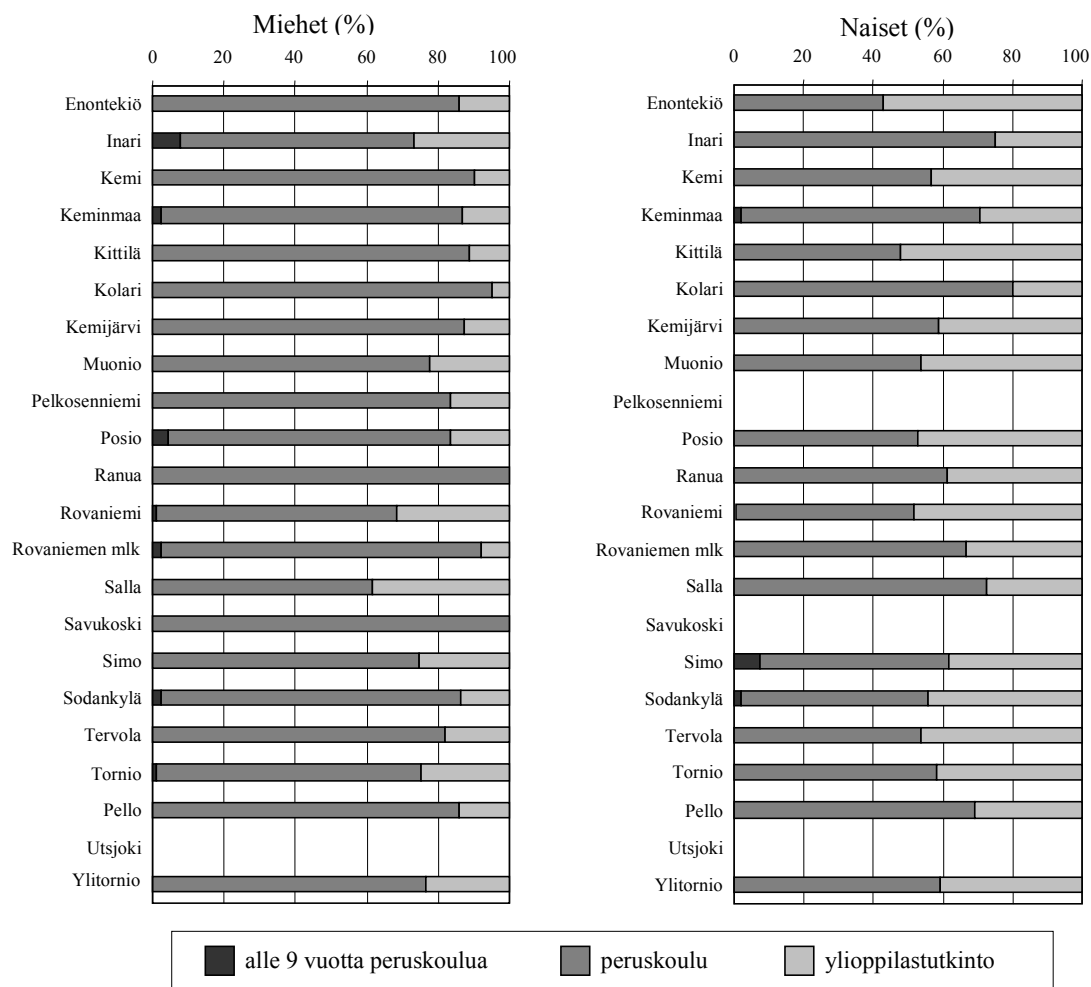 Miehet (%)
0 20 40 60 80 100
Enontekiö
Inari
Kemi
Keminmaa
Kittilä
Kolari
Kemijärvi
Muonio
Pelkosenniemi
Posio
Ranua
Rovaniemi
Rovaniemen mlk
Salla
Savukoski
Simo
Sodankylä
Tervola
Tornio
Pello
Utsjoki
Ylitornio
Naiset (%)
0 20 40 60 80 100
Enontekiö
Inari
Kemi
Keminmaa
Kittilä
Kolari
Kemijärvi
Muonio
Pelkosenniemi
Posio
Ranua
Rovaniemi
Rovaniemen mlk
Salla
Savukoski
Simo
Sodankylä
Tervola
Tornio
Pello
Utsjoki
Ylitornio
alle 9 vuotta peruskoulua peruskoulu ylioppilastutkinto